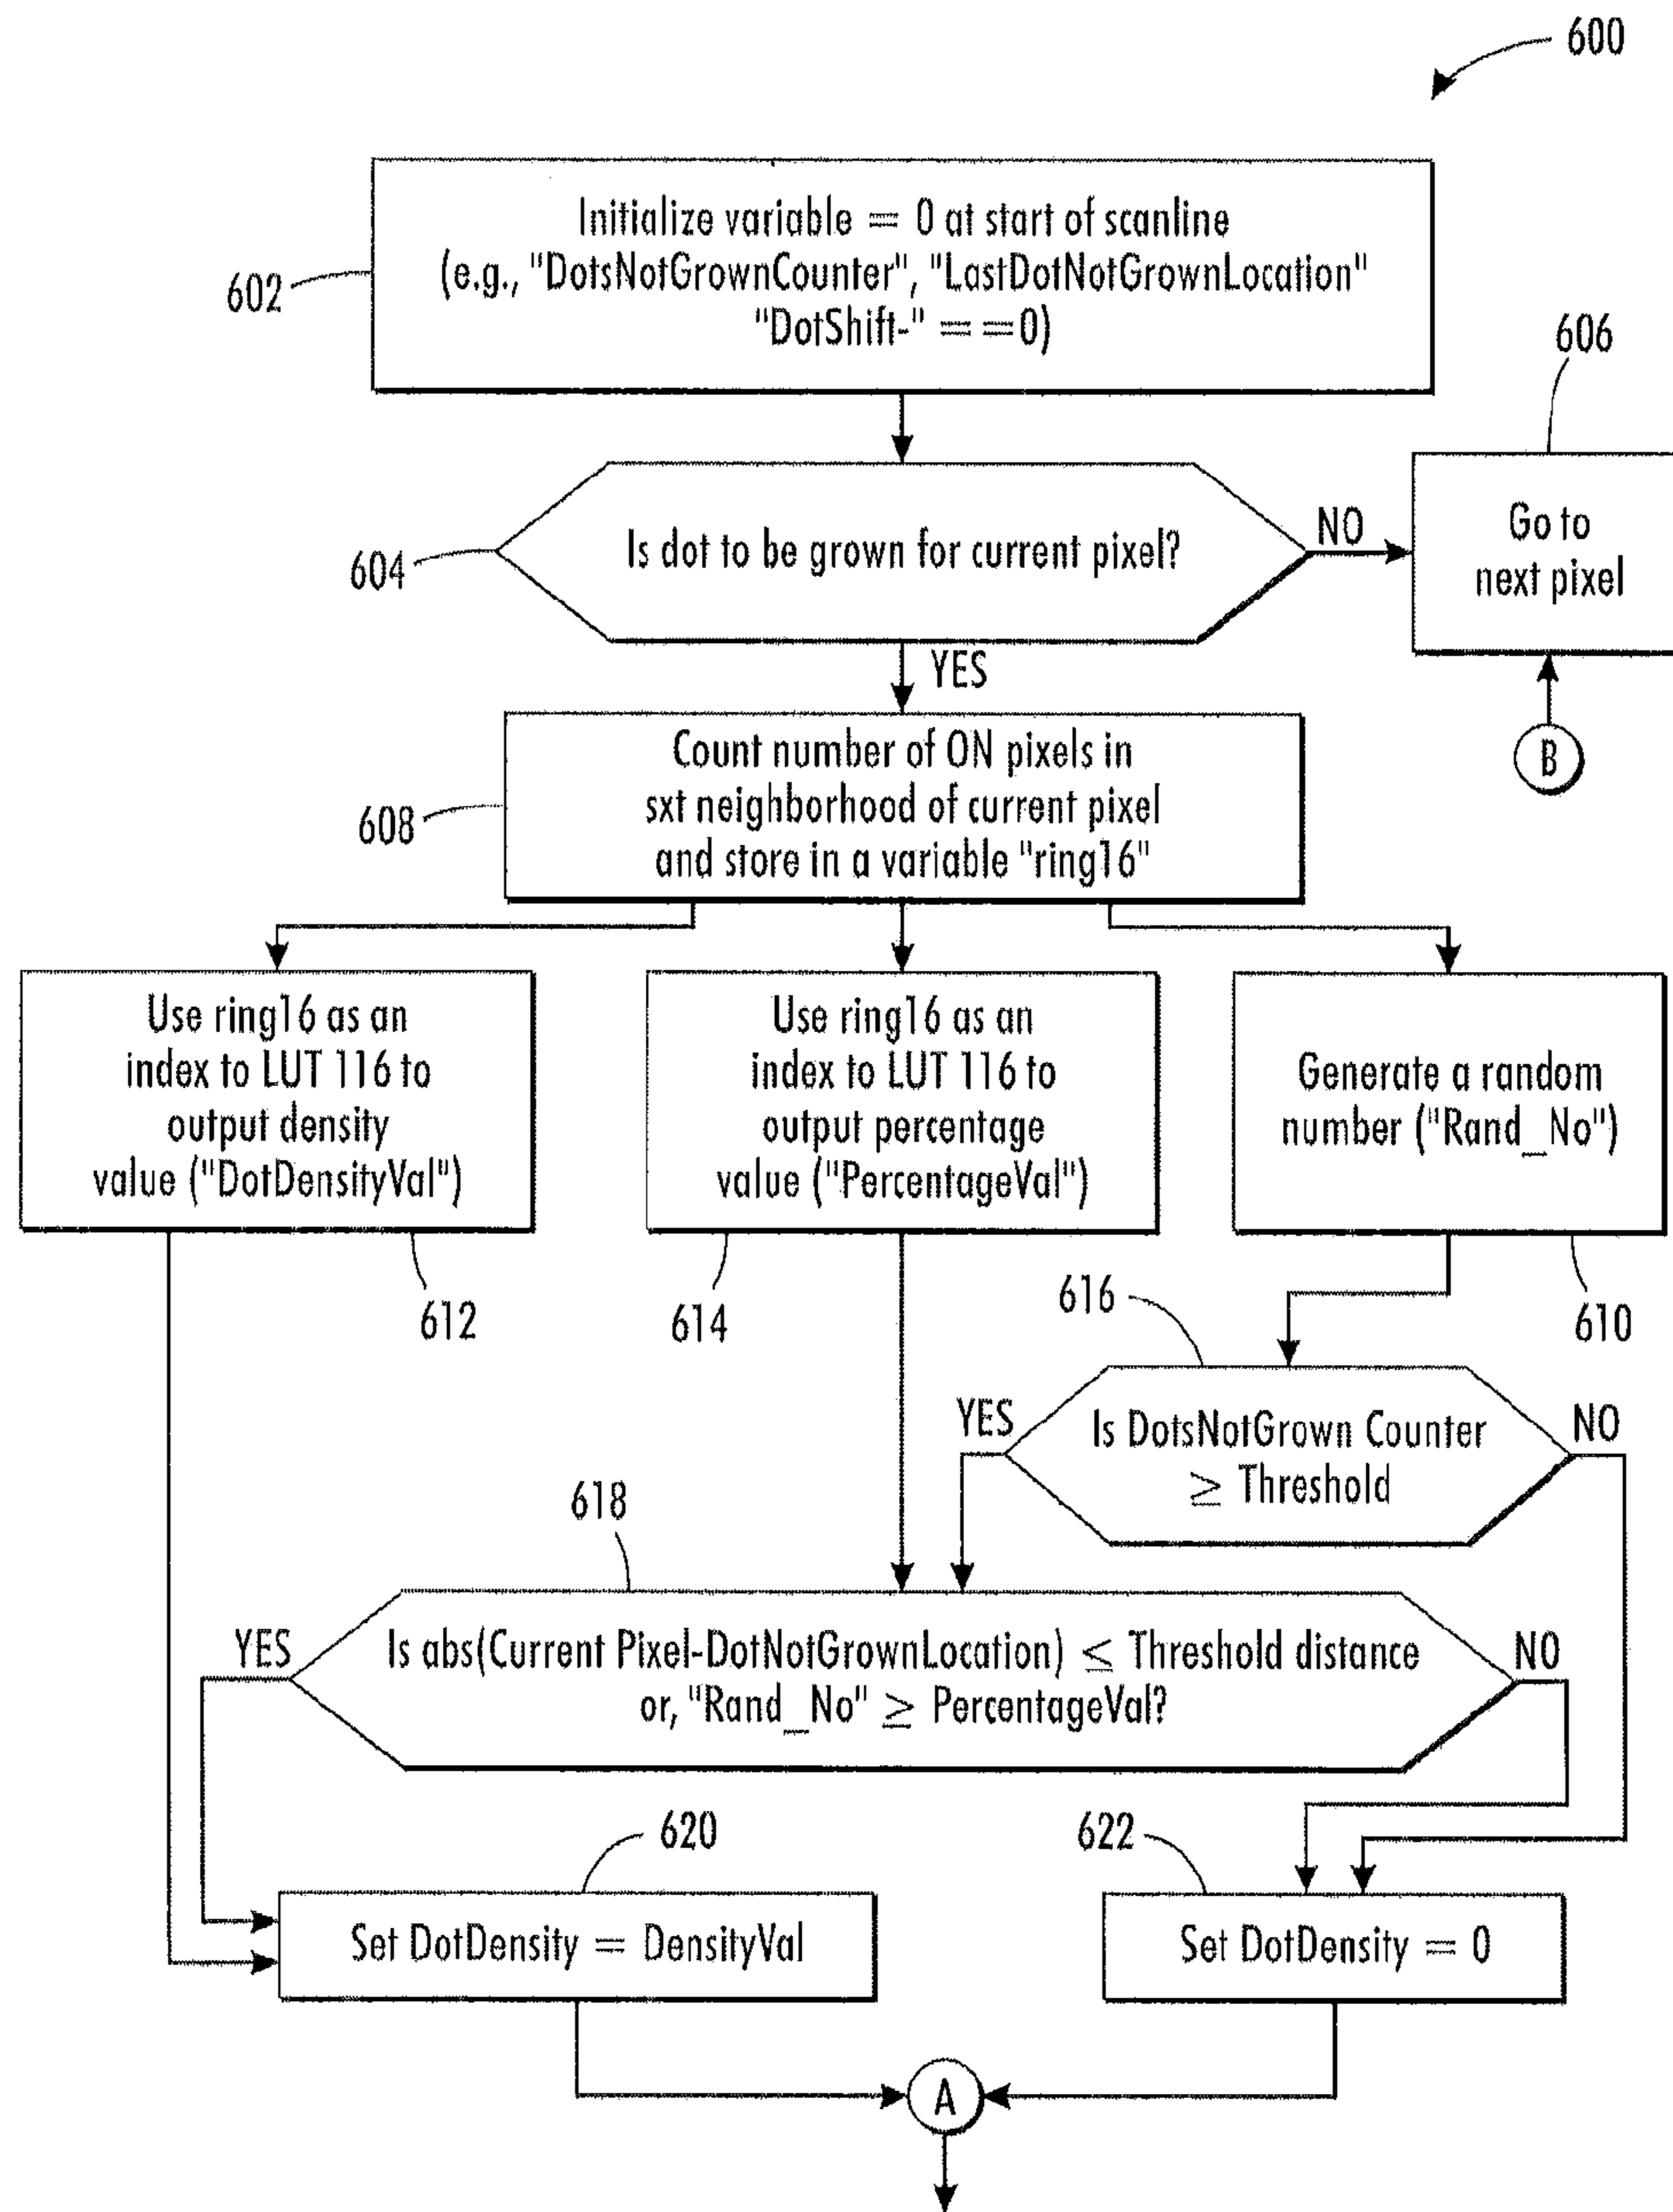 600
Initialize variable = 0 at start of scanline
(e.g., "DotsNotGrownCounter", "LastDotNotGrownLocation"
"DotShift-" = =0)
602
606
Is dot to be grown for current pixel?
604
NO
Go to
next pixel
YES
B
Count number of ON pixels in
sxt neighborhood of current pixel
and store in a variable "ring16"
608
Use ring16 as an
index to LUT 116 to
output density
value ("DotDensityVal")
Use ring16 as an
index to LUT 116 to
output percentage
value ("PercentageVal")
Generate a random
number ("Rand_No")
612
614
616
610
YES
Is DotsNotGrown Counter
≥ Threshold
NO
618
YES
Is abs(Current Pixel-DotNotGrownLocation) ≤ Threshold distance
or, "Rand_No" ≥ PercentageVal?
NO
620
622
Set DotDensity = DensityVal
Set DotDensity = 0
A